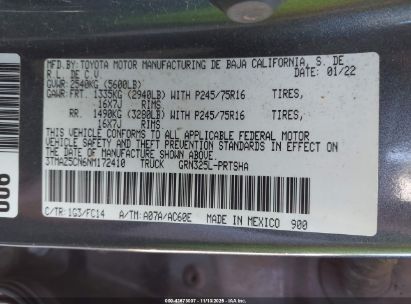 MFD.BY:TOYOTA MOTOR MANUFACTURING DE BAJA CALIFORNIA, S. DE
R.L. DE C.V. DATE: 01/22
GVWR: 2540KG (5600LB)
GAWR:FRT. 1335KG (2940LB) WITH P245/75R16 TIRES,
16X7J RIMS
RR. 1490KG (3280LB) WITH P245/75R16 TIRES,
16X7J RIMS
THIS VEHICLE CONFORMS TO ALL APPLICABLE FEDERAL MOTOR
VEHICLE SAFETY, BUMPER, AND THEFT PREVENTION STANDARDS
IN EFFECT ON THE DATE OF MANUFACTURE SHOWN ABOVE.
3TMAZ5CN6NM172410 TRUCK GRN325L-PRTSHA
C/TR: 1G3/FC14 A/TM: A07A/AC60E MADE IN MEXICO 900
900